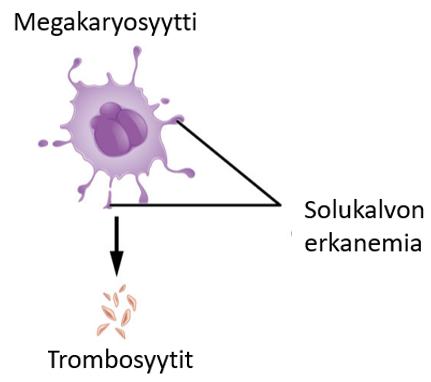 Megakaryosyytti
Solukalvon
erkanemia
Trombosyytit